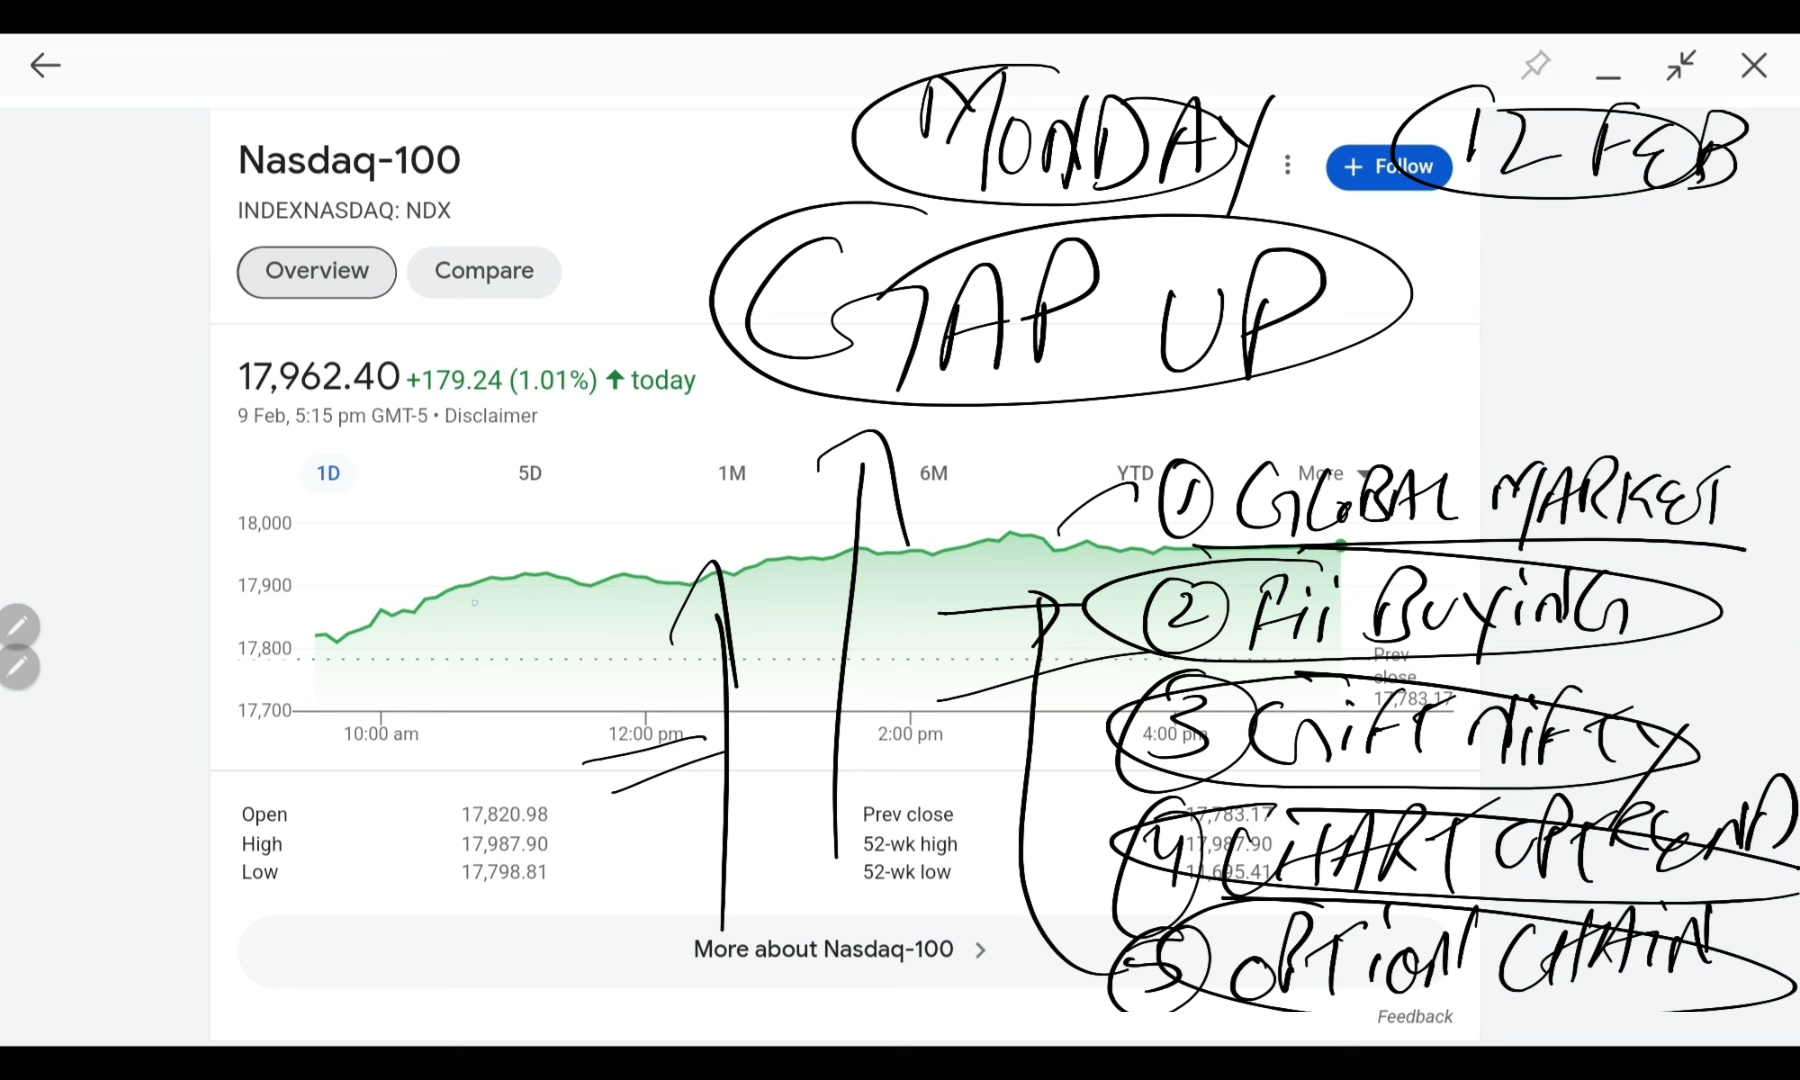 MONDAY 12 FEB
Nasdaq-100
+ Follow
INDEXNASDAQ: NDX
Overview Compare
GAP UP
17,962.40 +179.24 (1.01%) ↑ today
9 Feb, 5:15 pm GMT-5 • Disclaimer
1D 5D 1M 6M YTD More
① GLOBAL MARKET
18,000
17,900
② Fii BUYiNG
17,800
Prev
close
17,783.17
17,700
③ GiFT NiFTY
10:00 am 12:00 pm 2:00 pm 4:00 pm
Open 17,820.98 Prev close 17,783.17
High 17,987.90 52-wk high 17,987.90
Low 17,798.81 52-wk low 11,695.41
④ CHART
⑤ OPTiON CHAiN
More about Nasdaq-100 >
Feedback